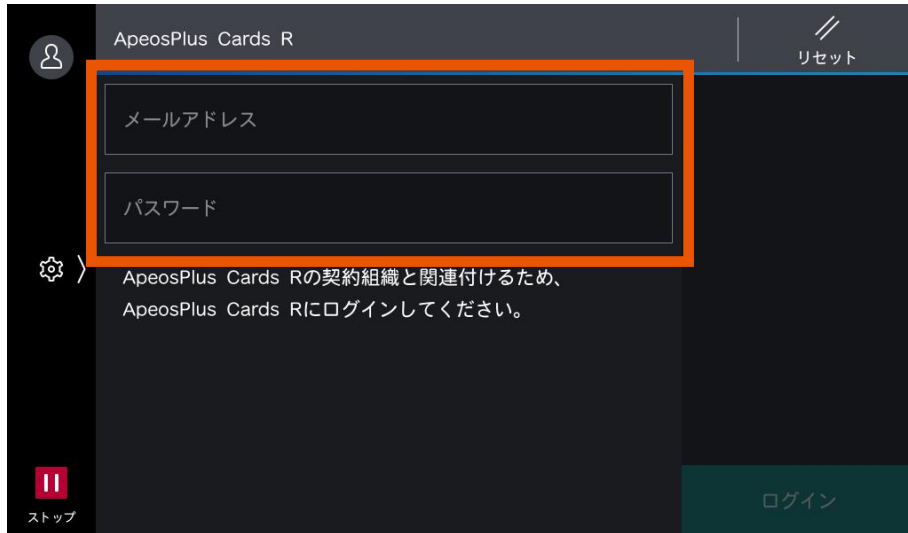 ApeosPlus Cards R
リセット
メールアドレス
パスワード
ApeosPlus Cards Rの契約組織と関連付けるため、
ApeosPlus Cards Rにログインしてください。
ストップ
ログイン